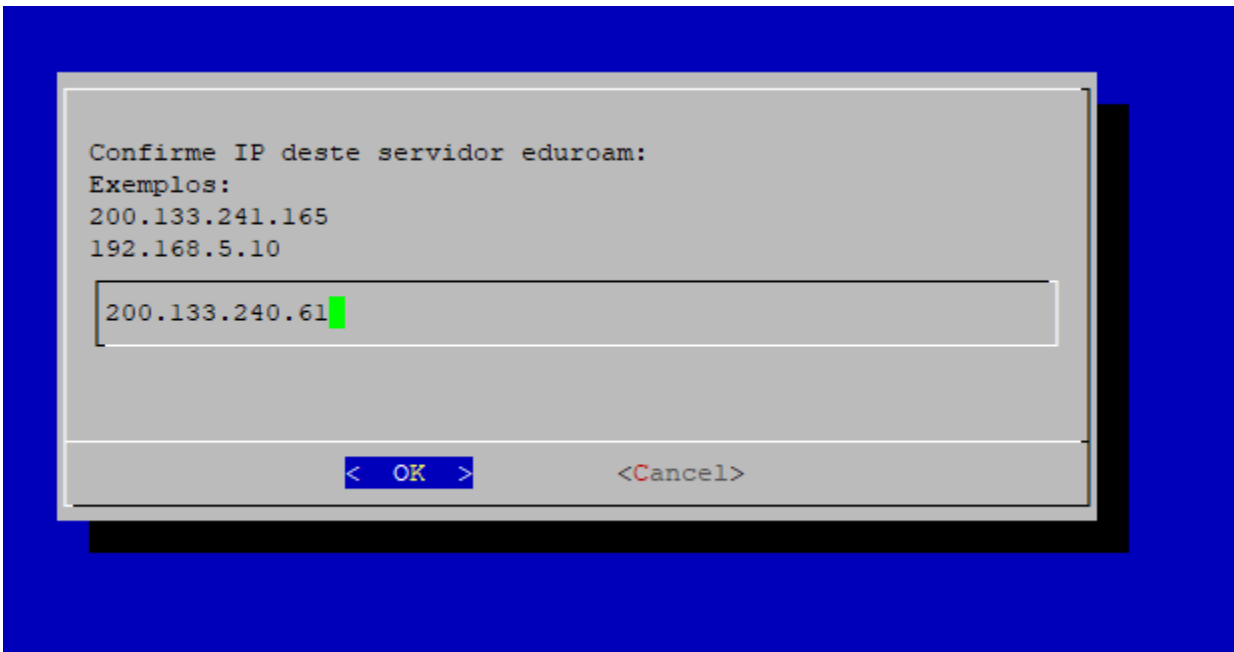 Confirme IP deste servidor eduroam:
Exemplos:
200.133.241.165
192.168.5.10
200.133.240.61
<  OK  > <Cancel>